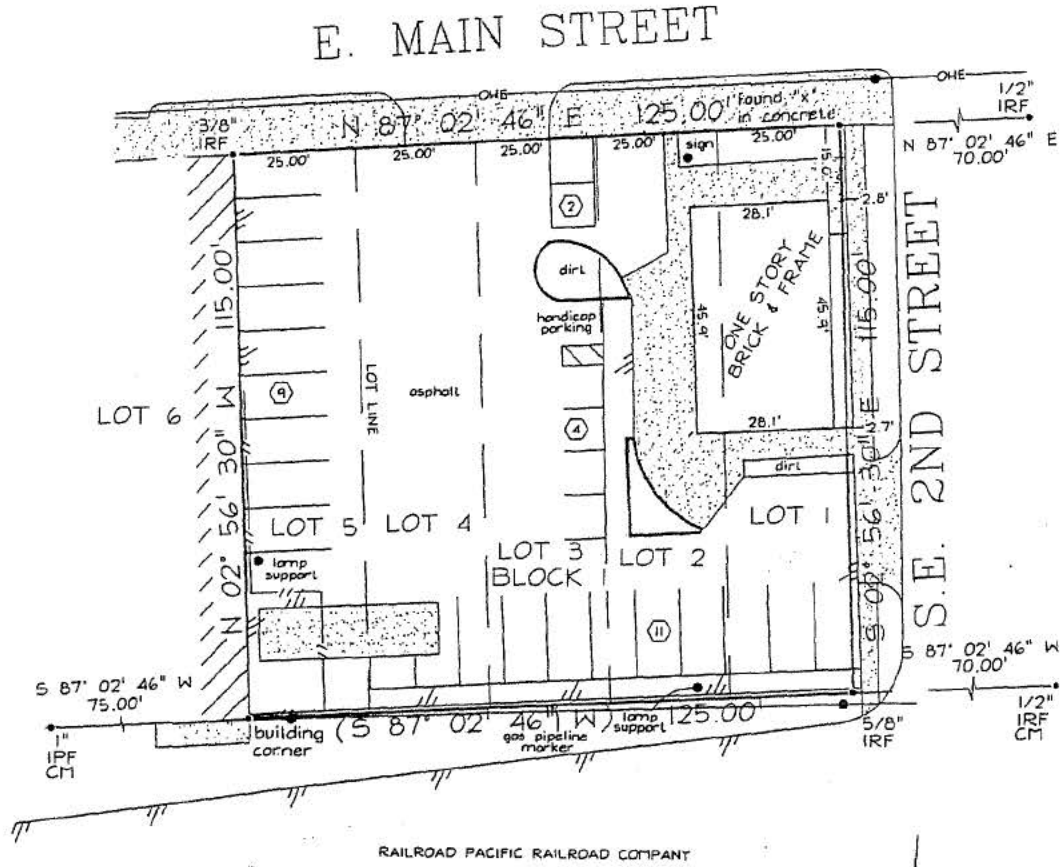 E. MAIN STREET
OHE
OHE
1/2"
IRF
3/8"
IRF
N 87° 02' 46" E 125.00'
found "x"
in concrete
N 87° 02' 46" E
70.00'
25.00'
25.00'
25.00'
25.00'
25.00'
sign
15.0'
2
28.1'
2.8'
dirt
handicap
parking
45.9'
ONE STORY
BRICK & FRAME
45.9'
115.00'
N 02° 56' 30" W
115.00'
S 02° 56' 30" E
S.E. 2ND STREET
LOT 6
9
LOT LINE
asphalt
4
28.1'
2.7'
dirt
LOT 5
LOT 4
LOT 3
BLOCK
LOT 2
LOT 1
lamp
support
11
S 87° 02' 46" W
75.00'
S 87° 02' 46" W
70.00'
1"
IPF
CM
building
corner
(S 87° 02' 46" W) 125.00'
gas pipeline
marker
lamp
support
5/8"
IRF
1/2"
IRF
CM
RAILROAD PACIFIC RAILROAD COMPANY